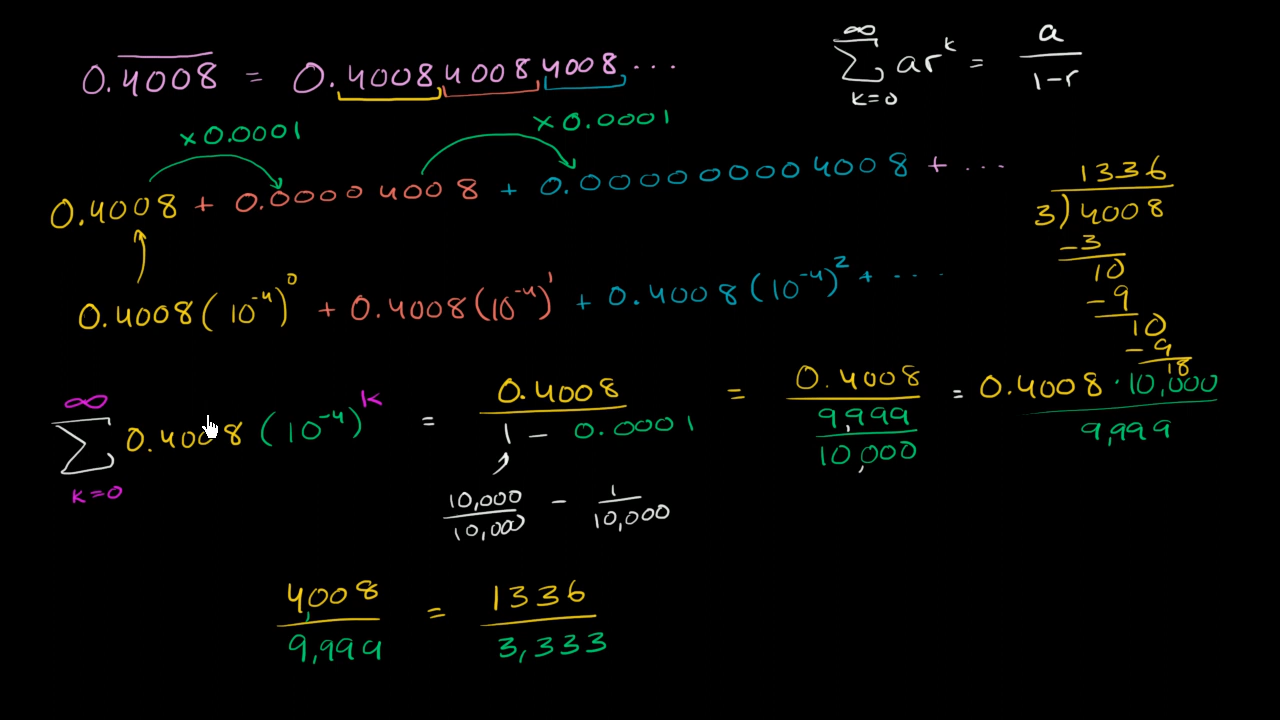 0.4008 = 0.400840084008...
∞
Σ ar^k = a/(1-r)
k=0
×0.0001 ×0.0001
0.4008 + 0.00004008 + 0.000000004008 + ...
1336
3)4008
-3
10
-9
10
-9
18
0.4008(10^-4)^0 + 0.4008(10^-4)^1 + 0.4008(10^-4)^2 + ....
∞
Σ 0.4008(10^-4)^k = 0.4008/(1 - 0.0001) = 0.4008/(9,999/10,000) = 0.4008·10,000/9,999
k=0
10,000/10,000 - 1/10,000
4008/9,999 = 1336/3,333